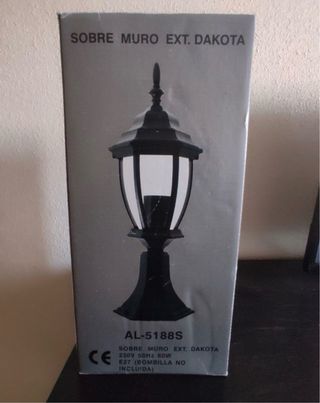 SOBRE MURO EXT. DAKOTA
AL-5188S
CE
SOBRE MURO EXT. DAKOTA
230V 50Hz 60W
E27 (BOMBILLA NO
INCLUIDA)